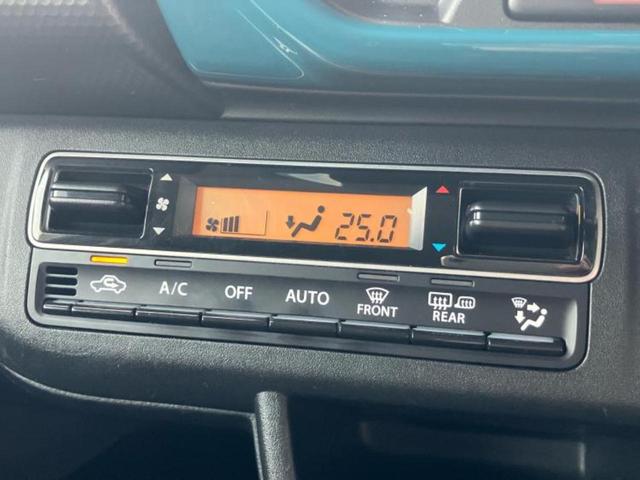 25.0
A/C OFF AUTO FRONT REAR